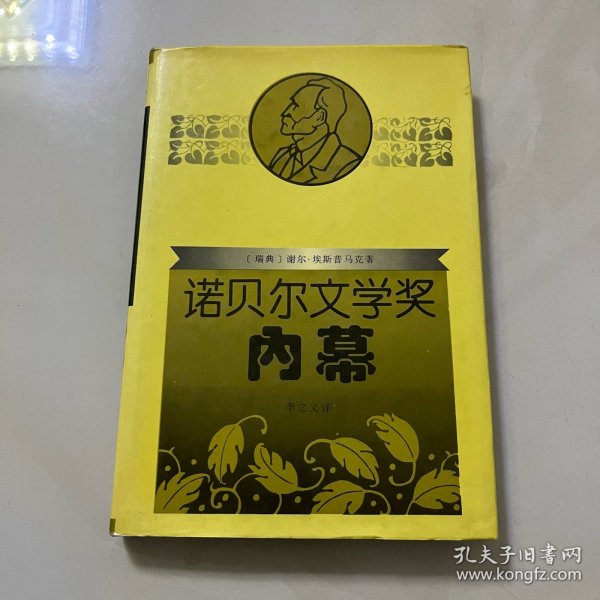 〔瑞典〕谢尔·埃斯普马克著
诺贝尔文学奖
内幕
李之义译
孔夫子旧书网
www.kongfz.com